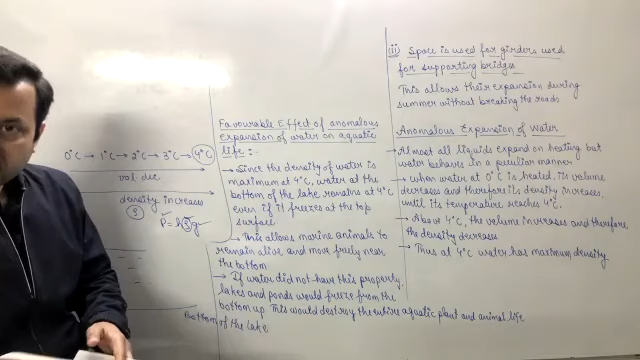 0°C → 1°C → 2°C → 3°C → 4°C
vol dec
density increases
(ρ)
P = hρg
Bottom of the lake
Favourable Effect of anomalous
expansion of water on aquatic
life :-
→ Since the density of water is
maximum at 4°C, water at the
bottom of the lake remains at 4°C
even if it freezes at the top
surface
→ This allows marine animals to
remain alive and move freely near
the bottom
→ If water did not have this property
lakes and ponds would freeze from the
bottom up. This would destroy the entire aquatic plant and animal life
(ii) Space is used for girders used
for supporting bridges
This allows their expansion during
summer without breaking the roads
Anomalous Expansion of Water
→ Almost all liquids expand on heating but
water behaves in a peculiar manner
→ when water at 0°C is heated, its volume
decreases and therefore its density increases,
until its temperature reaches 4°C.
→ Above 4°C, the volume increases and therefore
the density decreases
→ Thus at 4°C water has maximum density